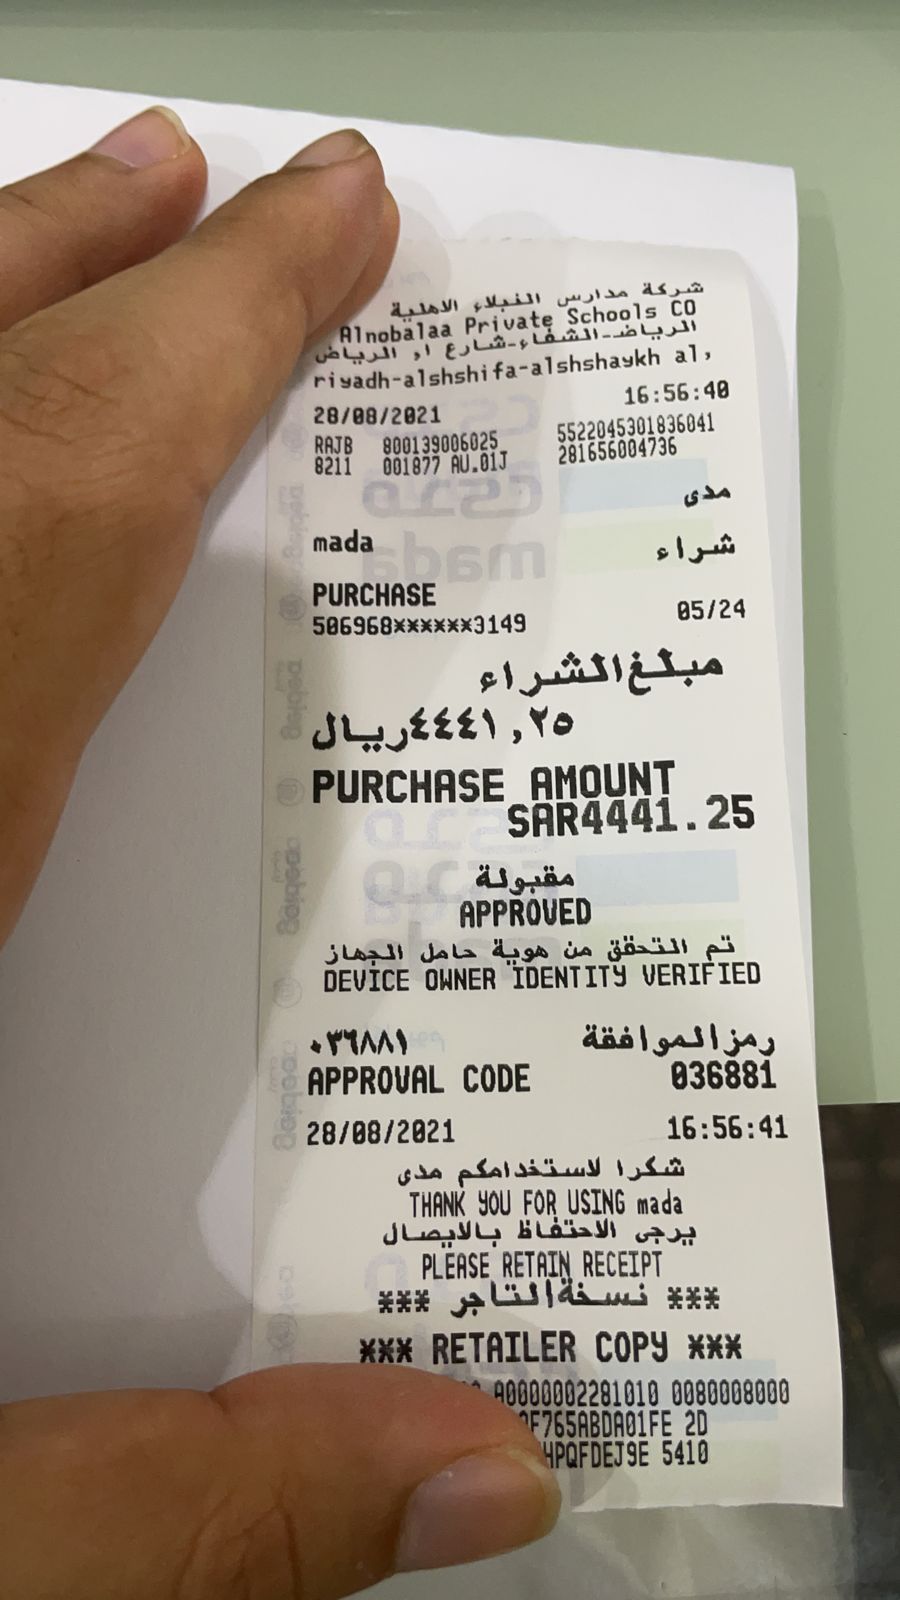 شركة مدارس النبلاء الاهلية
Alnobalaa Private Schools CO
الرياض-الشفاء-شارع ا, الرياض
riyadh-alshshifa-alshshaykh al,
28/08/2021 16:56:40
RAJB 800139006025 5522045301836041
8211 001877 AU.01J 281656004736
مدى
mada
شراء
PURCHASE
506968******3149 05/24
مبلغ الشراء
٤٤٤١,٢٥ ريال
PURCHASE AMOUNT
SAR4441.25
مقبولة
APPROVED
تم التحقق من هوية حامل الجهاز
DEVICE OWNER IDENTITY VERIFIED
رمز الموافقة ٠٣٦٨٨١
APPROVAL CODE 036881
28/08/2021 16:56:41
شكرا لاستخدامكم مدى
THANK YOU FOR USING mada
يرجى الاحتفاظ بالايصال
PLEASE RETAIN RECEIPT
*** نسخة التاجر ***
*** RETAILER COPY ***
A0000002281010 0080008000
F765ABDA01FE 2D
HPQFDEJ9E 5410